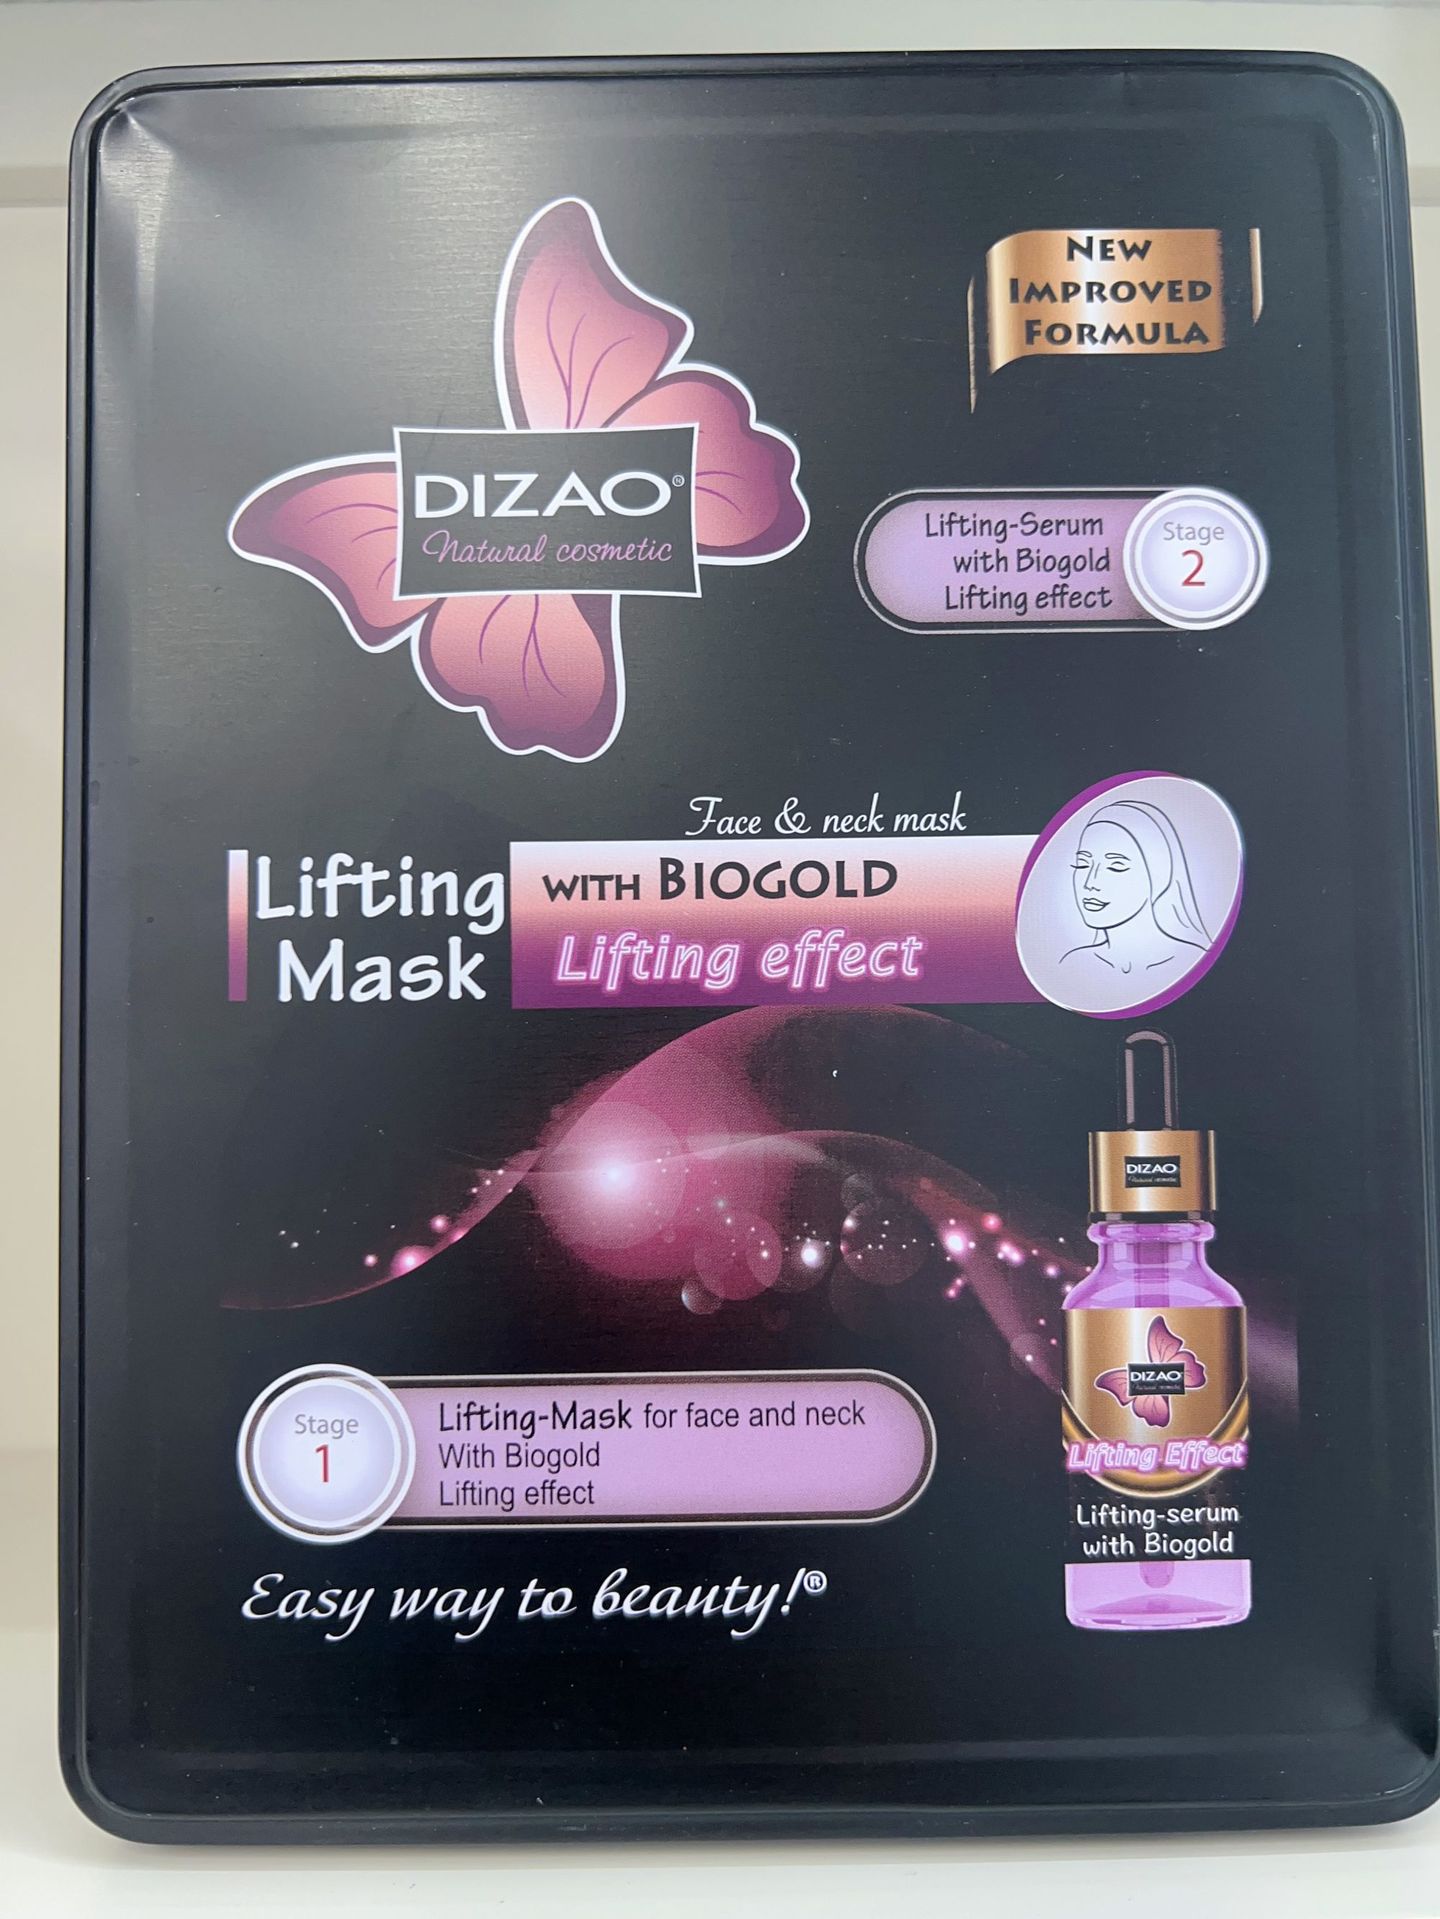 New
Improved
Formula
DIZAO®
Natural cosmetic
Lifting-Serum
with Biogold
Lifting effect
Stage
2
Face & neck mask
Lifting
Mask
with Biogold
Lifting effect
DIZAO
Natural cosmetic
DIZAO
Lifting Effect
Lifting-serum
with Biogold
Stage
1
Lifting-Mask for face and neck
With Biogold
Lifting effect
Easy way to beauty!®